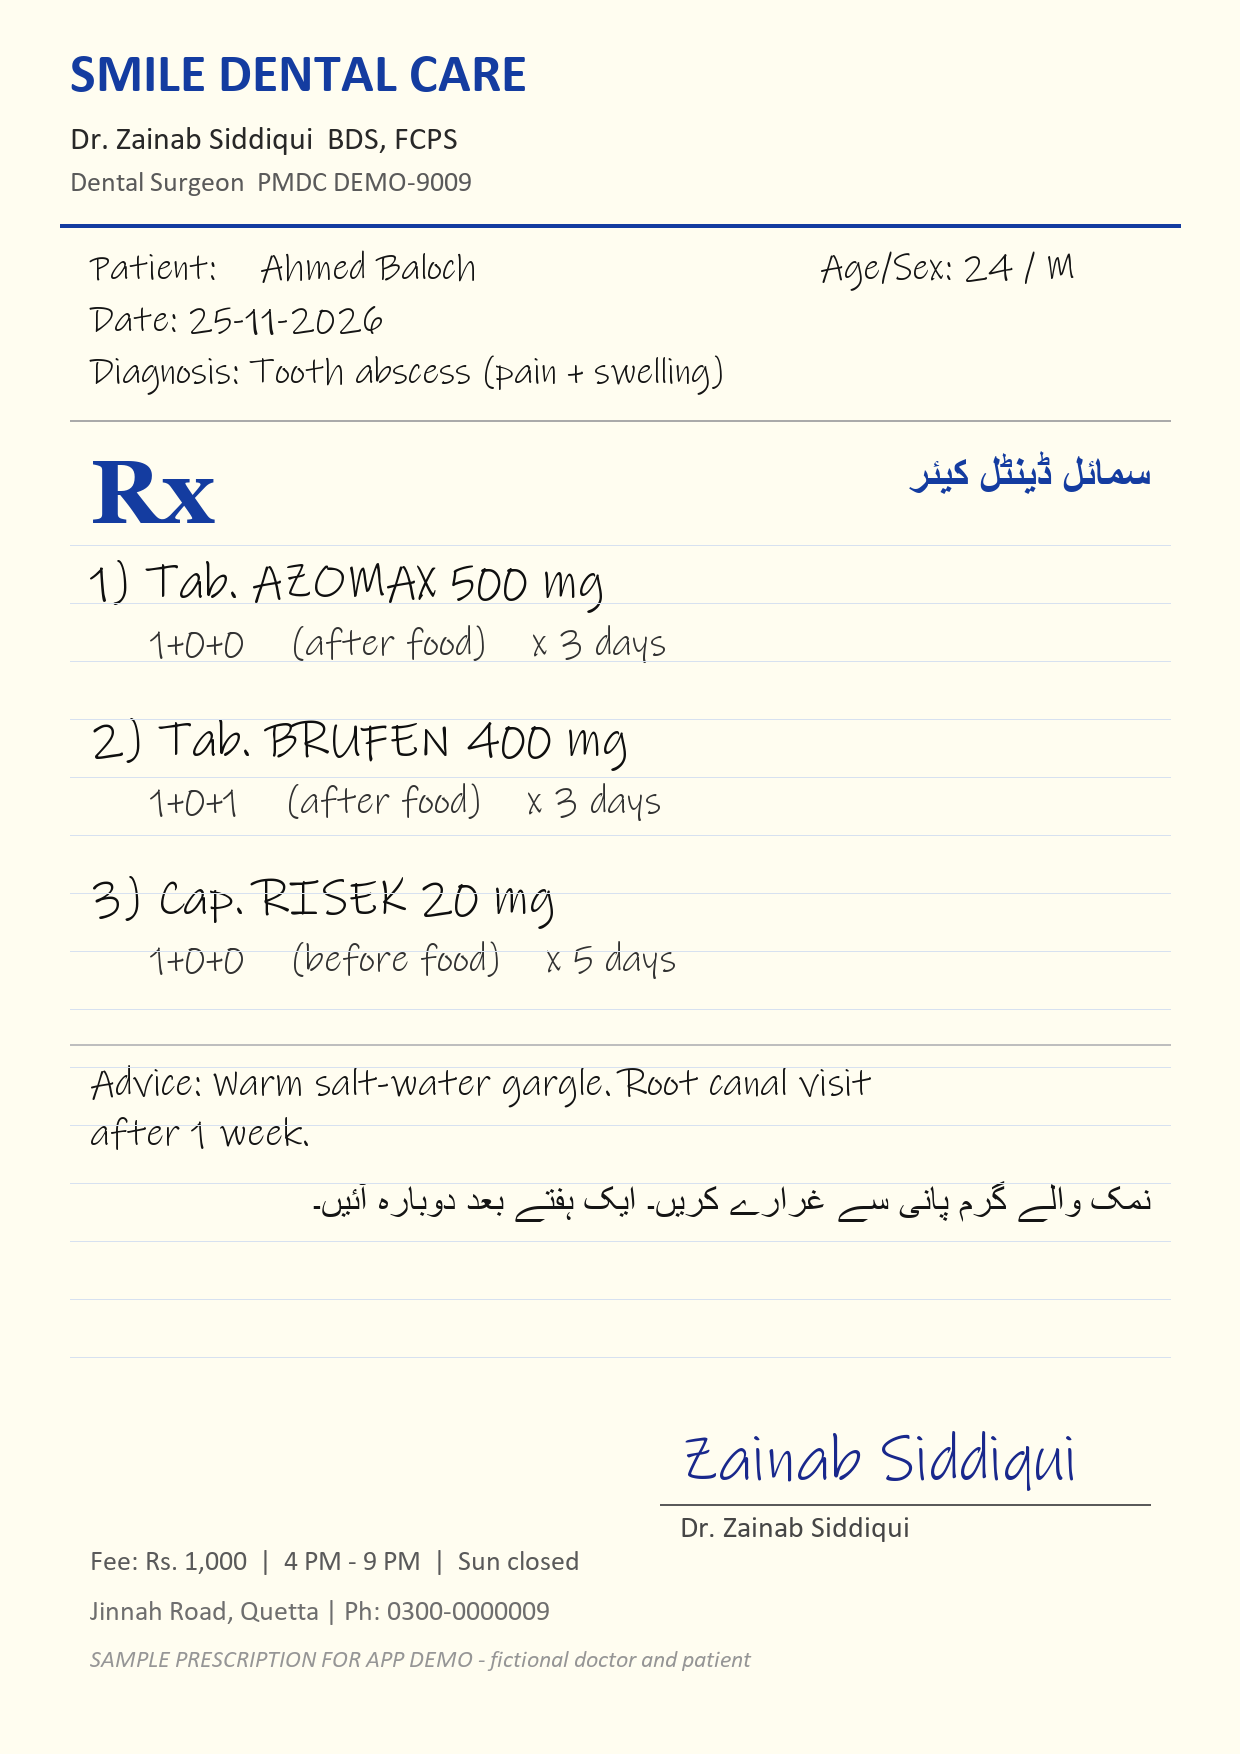 SMILE DENTAL CARE
Dr. Zainab Siddiqui BDS, FCPS
Dental Surgeon PMDC DEMO-9009
Patient: Ahmed Baloch Age/Sex: 24 / M
Date: 25-11-2026
Diagnosis: Tooth abscess (pain + swelling)
Rx
سمائل ڈینٹل کیئر
1) Tab. AZOMAX 500 mg
1+0+0 (after food) x 3 days
2) Tab. BRUFEN 400 mg
1+0+1 (after food) x 3 days
3) Cap. RISEK 20 mg
1+0+0 (before food) x 5 days
Advice: Warm salt-water gargle. Root canal visit
after 1 week.
نمک والے گرم پانی سے غرارے کریں۔ ایک ہفتے بعد دوبارہ آئیں۔
Zainab Siddiqui
Dr. Zainab Siddiqui
Fee: Rs. 1,000 | 4 PM - 9 PM | Sun closed
Jinnah Road, Quetta | Ph: 0300-0000009
SAMPLE PRESCRIPTION FOR APP DEMO - fictional doctor and patient